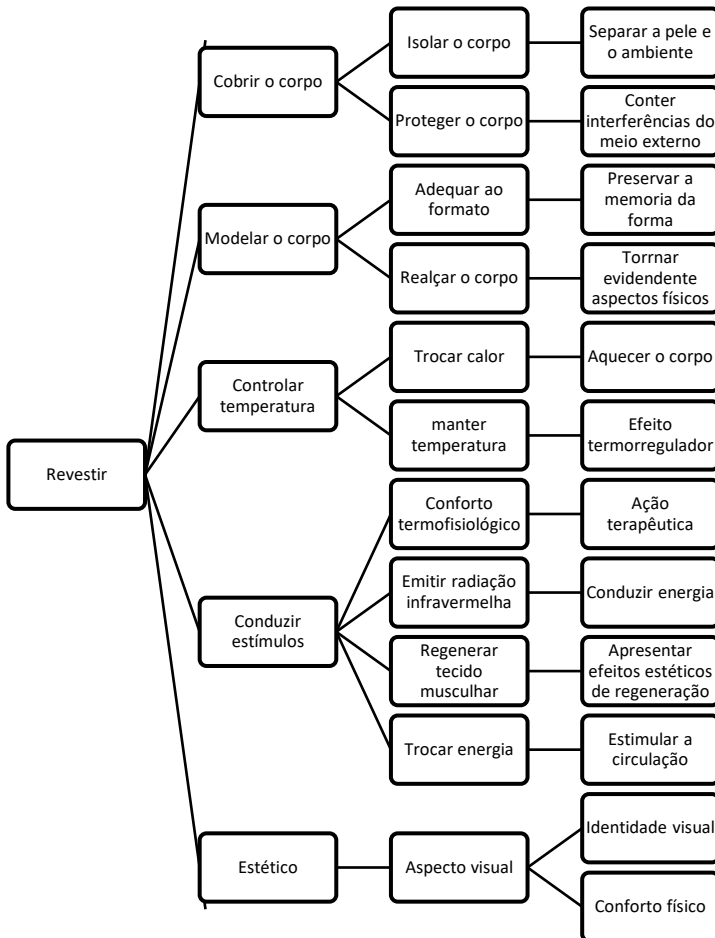 Revestir
Cobrir o corpo
Isolar o corpo
Separar a pele e
o ambiente
Proteger o corpo
Conter
interferências do
meio externo
Modelar o corpo
Adequar ao
formato
Preservar a
memoria da
forma
Realçar o corpo
Torrnar
evidendente
aspectos físicos
Controlar
temperatura
Trocar calor
Aquecer o corpo
manter
temperatura
Efeito
termorregulador
Conduzir
estímulos
Conforto
termofisiológico
Ação
terapêutica
Emitir radiação
infravermelha
Conduzir energia
Regenerar
tecido
musculhar
Apresentar
efeitos estéticos
de regeneração
Trocar energia
Estimular a
circulação
Estético
Aspecto visual
Identidade visual
Conforto físico